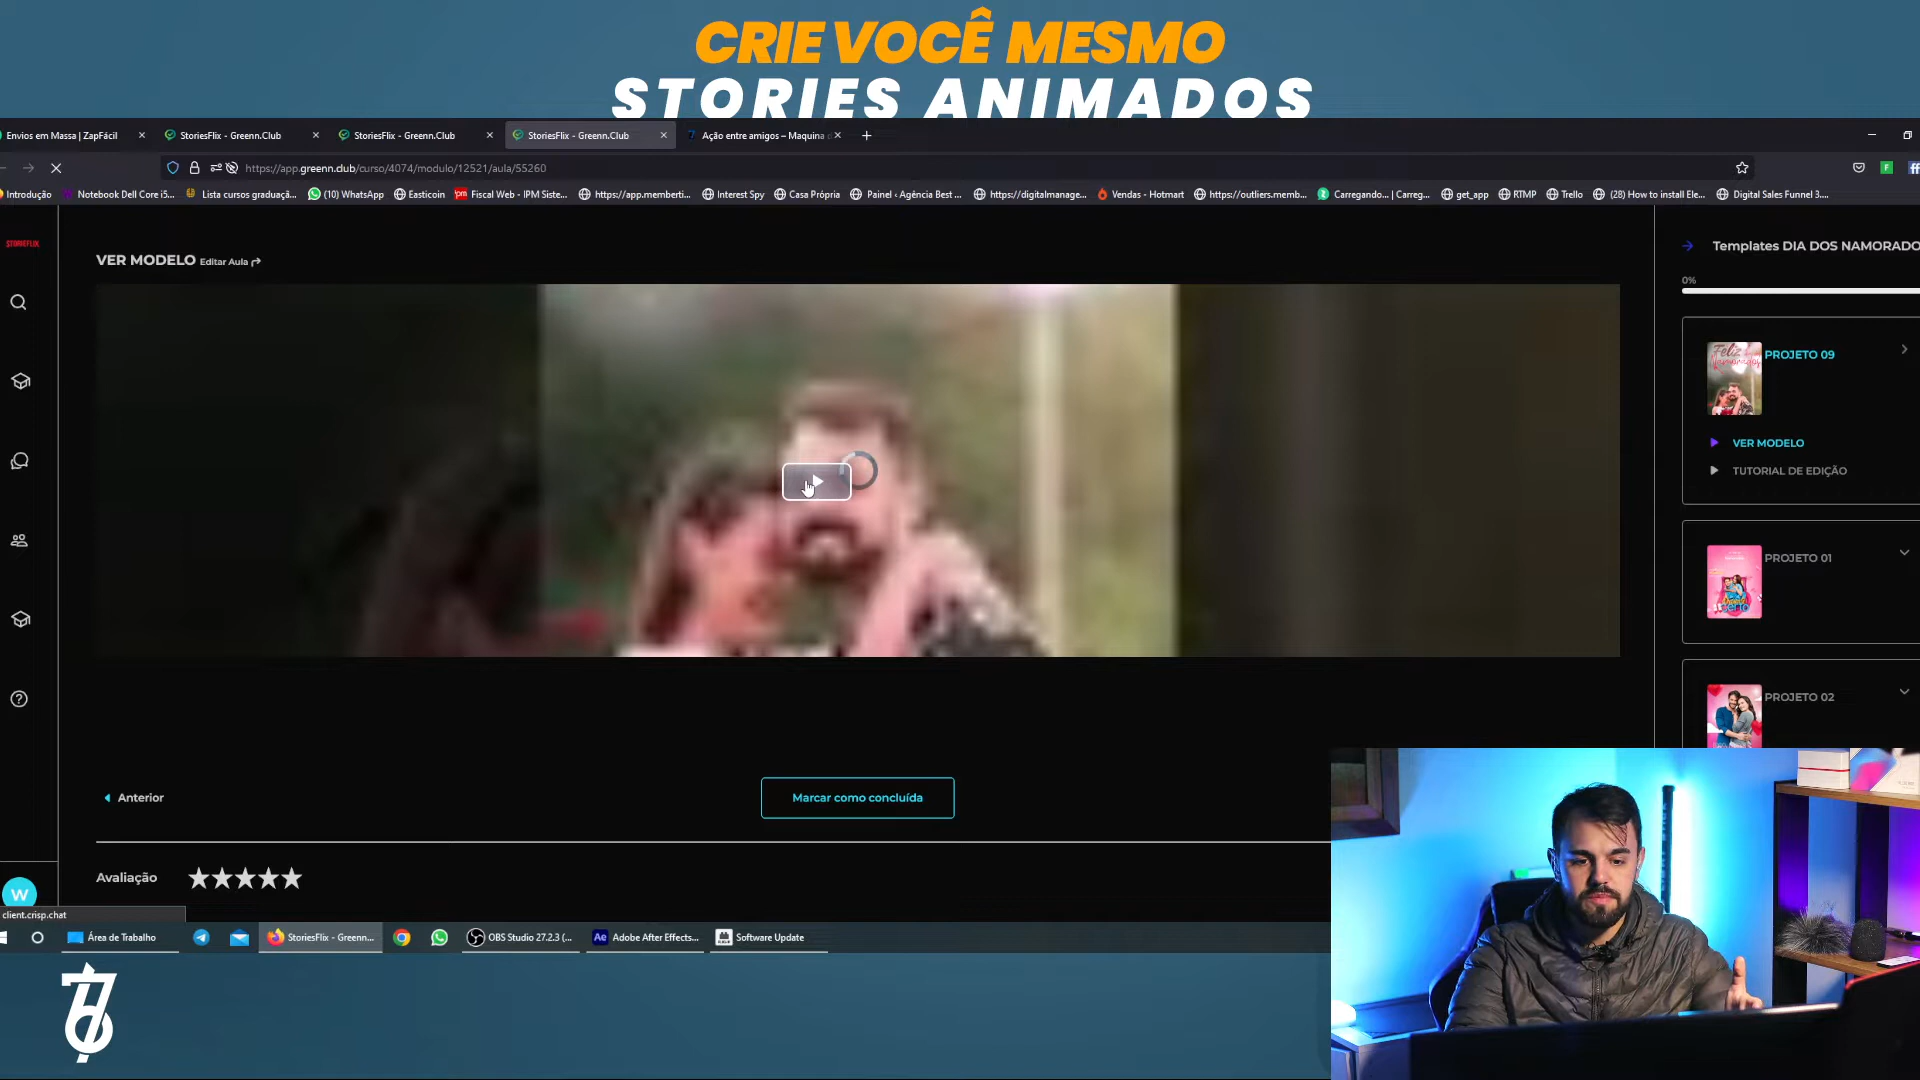 CRIE VOCÊ MESMO
STORIES ANIMADOS
Envios em Massa | ZapFácil
StoriesFlix - Greenn.Club
StoriesFlix - Greenn.Club
StoriesFlix - Greenn.Club
Ação entre amigos – Maquina
https://app.greenn.club/curso/4074/modulo/12521/aula/55260
Introdução
Notebook Dell Core i5...
Lista cursos graduaçã...
(10) WhatsApp
Easticoin
Fiscal Web - IPM Siste...
https://app.memberti...
Interest Spy
Casa Própria
Painel ‹ Agência Best ...
https://digitalmanage...
Vendas - Hotmart
https://outliers.memb...
Carregando... | Carreg...
get_app
RTMP
Trello
(28) How to install Ele...
Digital Sales Funnel 3....
STORIEFLIX
VER MODELO Editar Aula
Templates DIA DOS NAMORADO
0%
Feliz
PROJETO 09
VER MODELO
TUTORIAL DE EDIÇÃO
PROJETO 01
PROJETO 02
Anterior
Marcar como concluída
Avaliação
W
client.crisp.chat
Área de Trabalho
StoriesFlix - Greenn...
OBS Studio 27.2.3 (...
Ae
Adobe After Effects...
Software Update